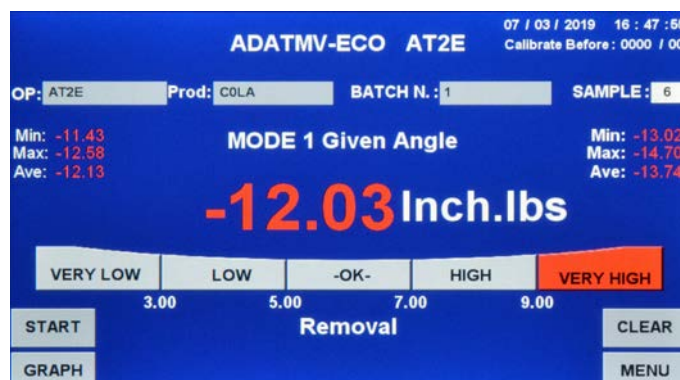 ADATMV-ECO AT2E
07 / 03 / 2019 16 : 47 :5
Calibrate Before : 0000 / 00
OP: AT2E Prod: C0LA BATCH N. : 1 SAMPLE : 6
Min: -11.43
Max: -12.58
Ave: -12.13
MODE 1 Given Angle
Min: -13.02
Max: -14.70
Ave: -13.74
-12.03 Inch.lbs
VERY LOW LOW -OK- HIGH VERY HIGH
3.00 5.00 7.00 9.00
START Removal CLEAR
GRAPH MENU